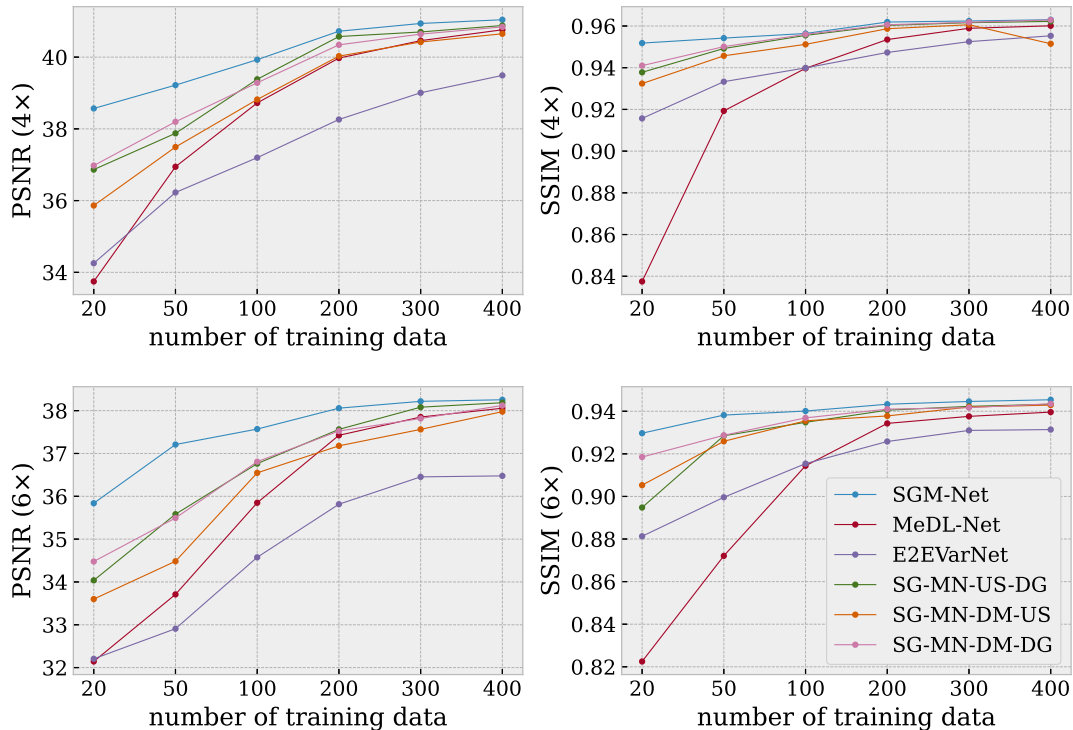 PSNR (4×)
40
38
36
34
20 50 100 200 300 400
number of training data
SSIM (4×)
0.96
0.94
0.92
0.90
0.88
0.86
0.84
20 50 100 200 300 400
number of training data
PSNR (6×)
38
37
36
35
34
33
32
20 50 100 200 300 400
number of training data
SSIM (6×)
0.94
0.92
0.90
0.88
0.86
0.84
0.82
20 50 100 200 300 400
number of training data
SGM-Net
MeDL-Net
E2EVarNet
SG-MN-US-DG
SG-MN-DM-US
SG-MN-DM-DG